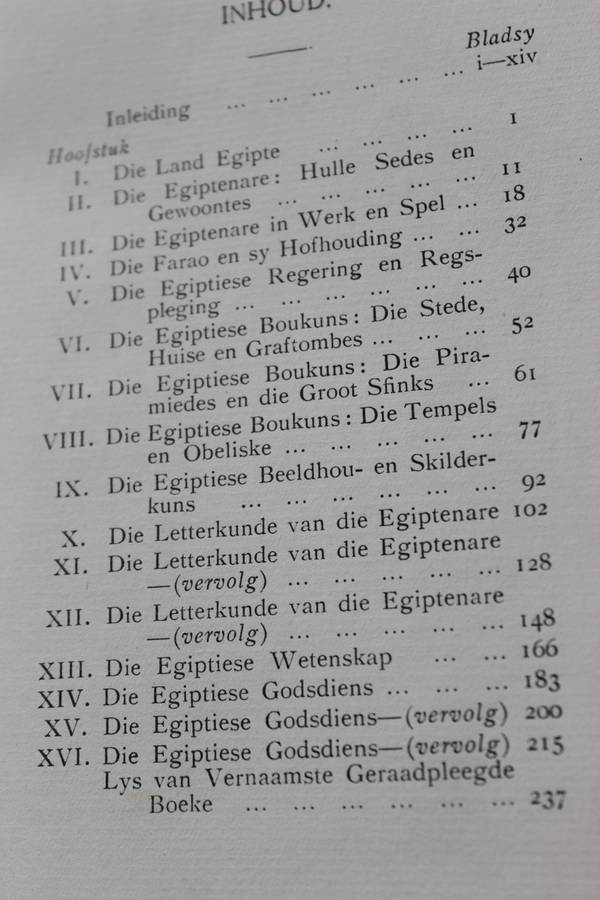 INHOUD.
Bladsy
Inleiding ... ... ... ... ... ... i—xiv
Hoofstuk
I. Die Land Egipte ... ... ... ... 1
II. Die Egiptenare: Hulle Sedes en
Gewoontes ... ... ... ... ... 11
III. Die Egiptenare in Werk en Spel ... 18
IV. Die Farao en sy Hofhouding ... ... 32
V. Die Egiptiese Regering en Regs-
pleging ... ... ... ... ... ... 40
VI. Die Egiptiese Boukuns: Die Stede,
Huise en Graftombes ... ... ... 52
VII. Die Egiptiese Boukuns: Die Pira-
miedes en die Groot Sfinks ... 61
VIII. Die Egiptiese Boukuns: Die Tempels
en Obeliske ... ... ... ... ... 77
IX. Die Egiptiese Beeldhou- en Skilder-
kuns ... ... ... ... ... ... 92
X. Die Letterkunde van die Egiptenare 102
XI. Die Letterkunde van die Egiptenare
—(vervolg) ... ... ... ... ... 128
XII. Die Letterkunde van die Egiptenare
—(vervolg) ... ... ... ... ... 148
XIII. Die Egiptiese Wetenskap ... ... 166
XIV. Die Egiptiese Godsdiens ... ... ... 183
XV. Die Egiptiese Godsdiens—(vervolg) 200
XVI. Die Egiptiese Godsdiens—(vervolg) 215
Lys van Vernaamste Geraadpleegde
Boeke ... ... ... ... ... ... 237